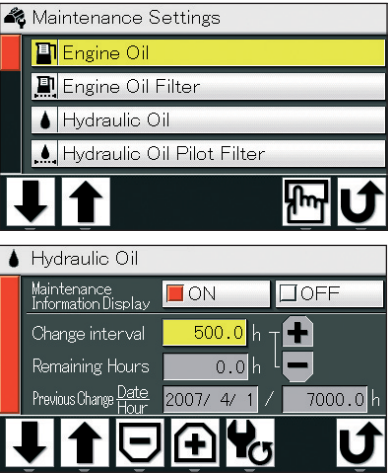 Maintenance Settings
Engine Oil
Engine Oil Filter
Hydraulic Oil
Hydraulic Oil Pilot Filter
Hydraulic Oil
Maintenance
Information Display
ON
OFF
Change interval 500.0 h
Remaining Hours 0.0 h
Previous Change Date
Hour
2007/ 4/ 1 / 7000.0 h